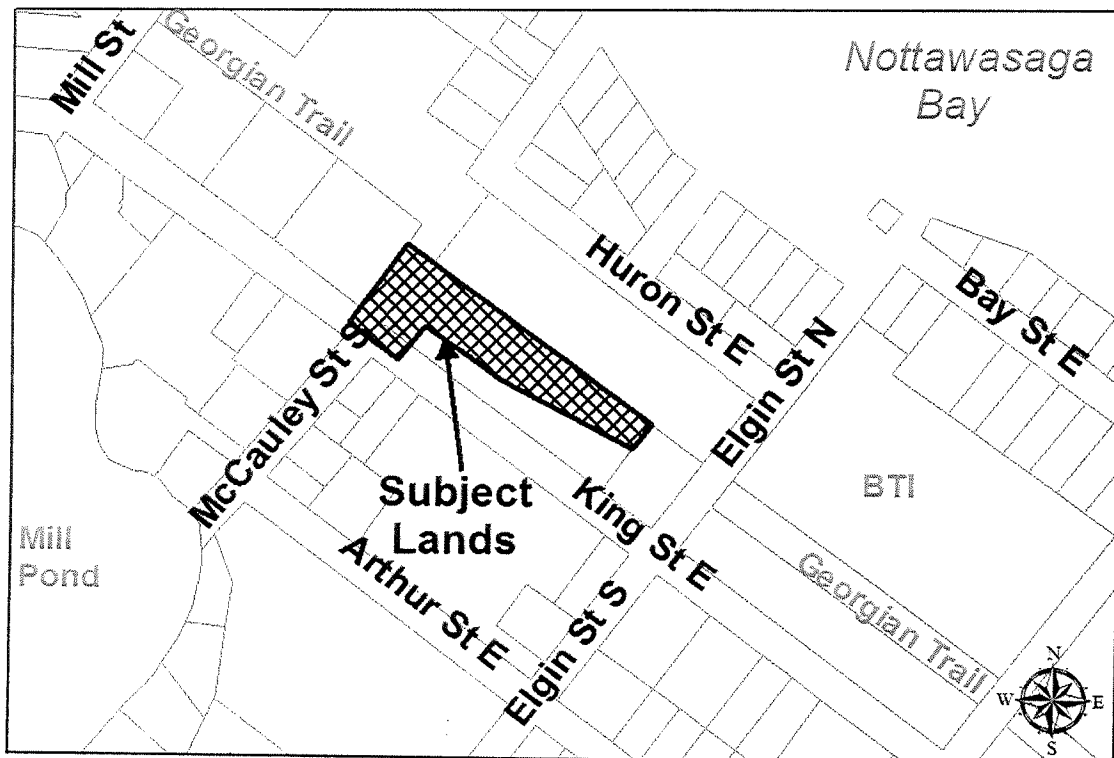 Mill St
Georgian Trail
Nottawasaga
Bay
Huron St E
Bay St E
Elgin St N
McCauley St S
Subject
Lands
King St E
BTI
Mill
Pond
Arthur St E
Georgian Trail
Elgin St S
N
W
E
S